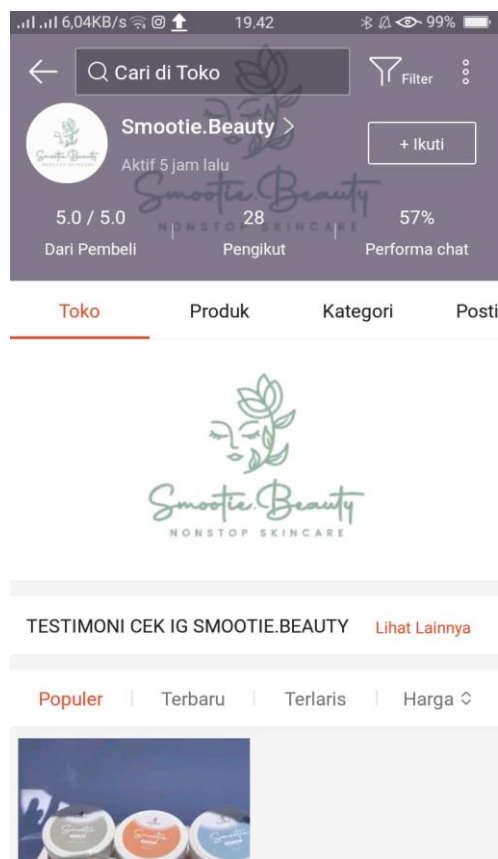 6,04KB/s 19.42 99%
Cari di Toko
Filter
Smootie.Beauty >
Aktif 5 jam lalu
+ Ikuti
Smootie.Beauty
NONSTOP SKINCARE
5.0 / 5.0 28 57%
Dari Pembeli Pengikut Performa chat
Toko Produk Kategori Posti
Smootie.Beauty
NONSTOP SKINCARE
TESTIMONI CEK IG SMOOTIE.BEAUTY Lihat Lainnya
Populer Terbaru Terlaris Harga